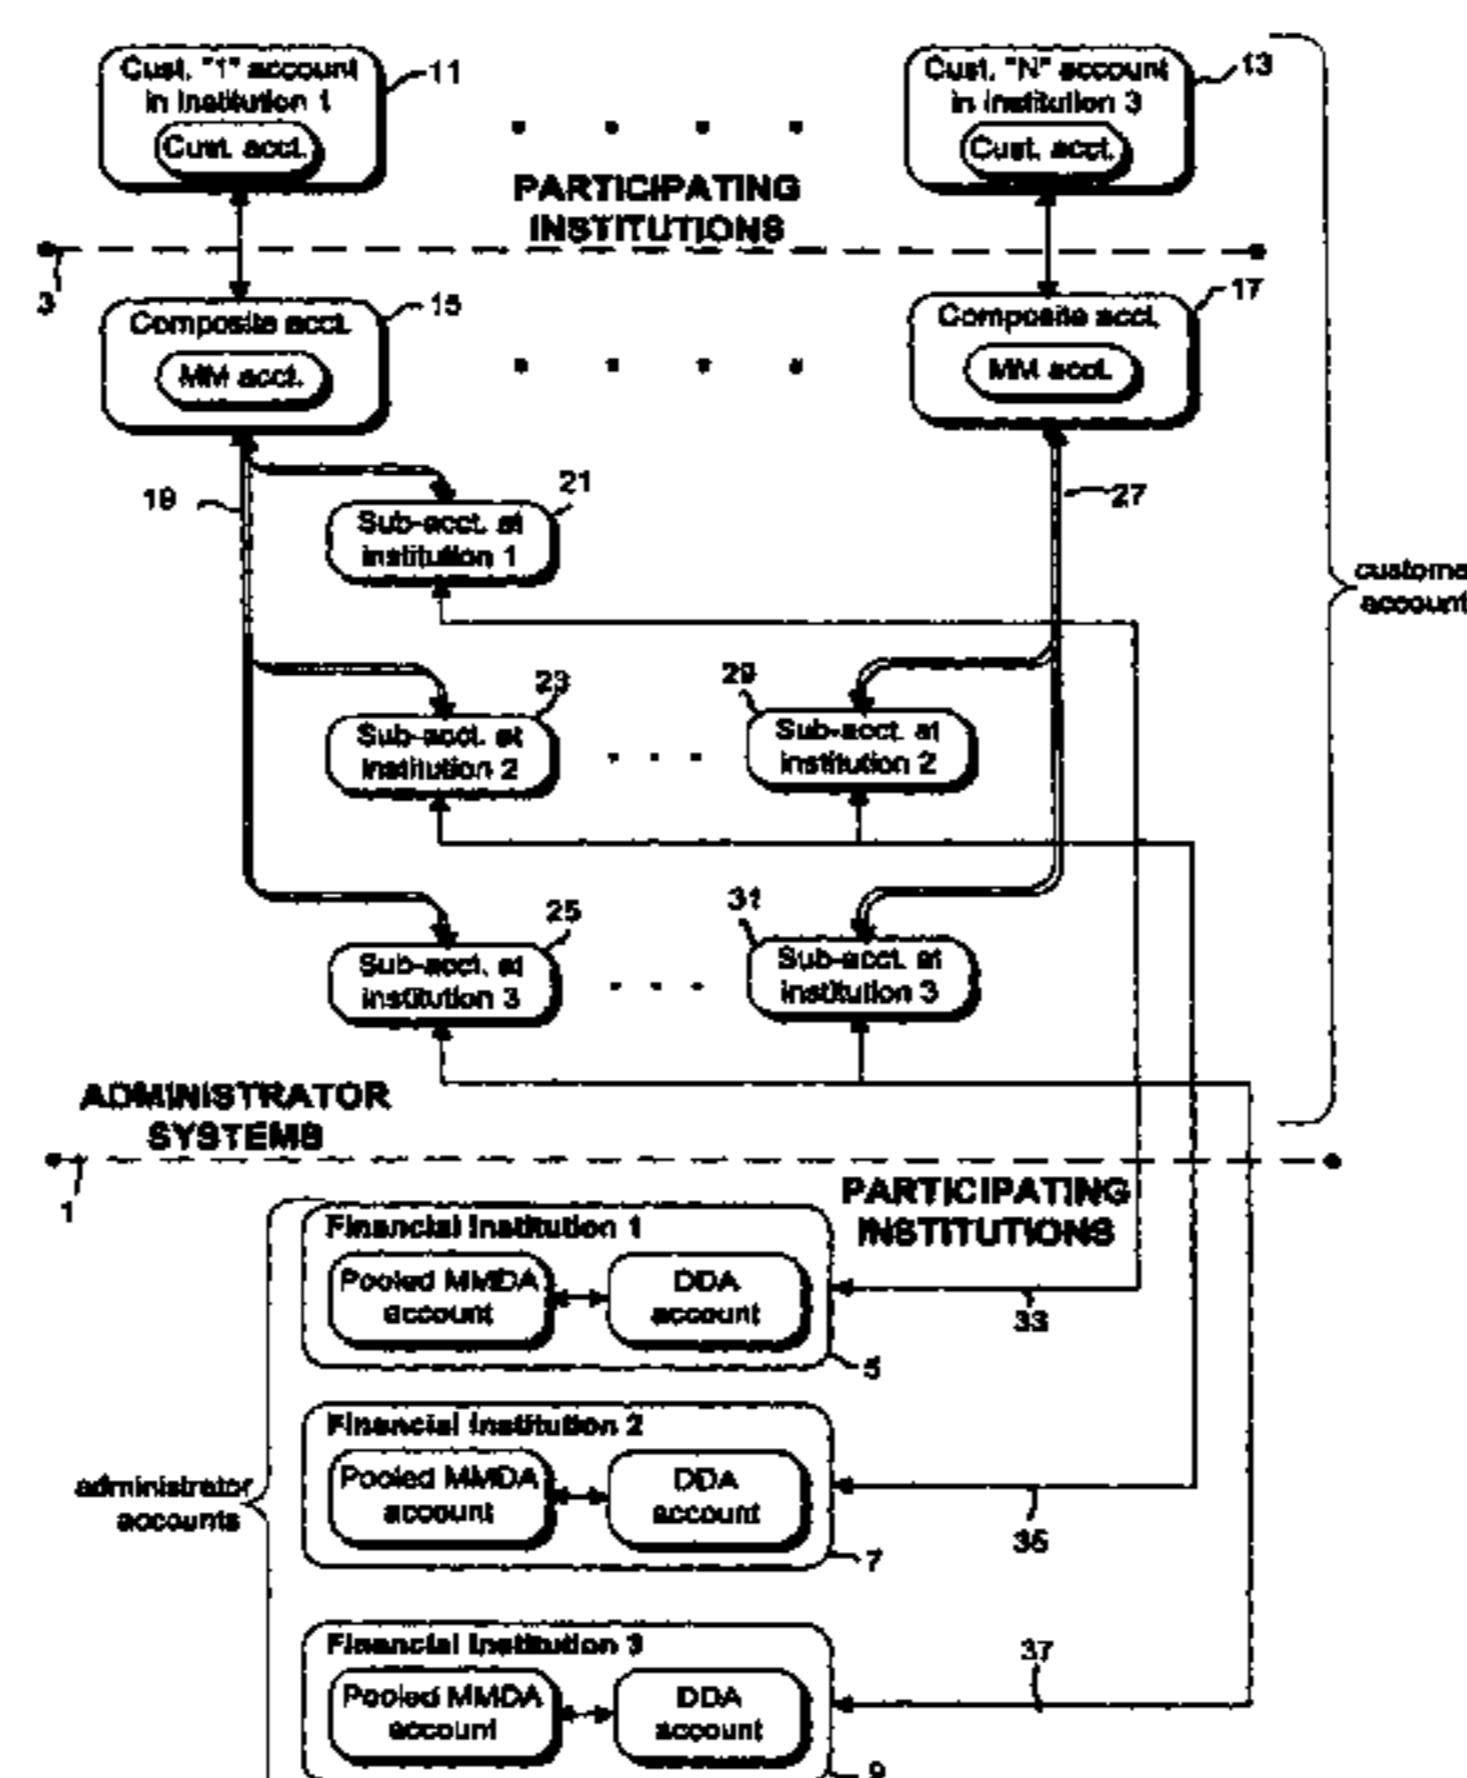 Cust. "1" account
in institution 1
Cust. acct.
11
Cust. "N" account
in institution 3
Cust. acct.
13
PARTICIPATING
INSTITUTIONS
3
Composite acct.
MM acct.
15
Composite acct.
MM acct.
17
19
Sub-acct. at
institution 1
21
27
customer
account
Sub-acct. at
institution 2
23
Sub-acct. at
institution 2
29
Sub-acct. at
institution 3
25
Sub-acct. at
institution 3
31
ADMINISTRATOR
SYSTEMS
1
PARTICIPATING
INSTITUTIONS
Financial Institution 1
Pooled MMDA
account
DDA
account
33
5
Financial Institution 2
Pooled MMDA
account
DDA
account
35
7
administrator
accounts
Financial Institution 3
Pooled MMDA
account
DDA
account
37
9